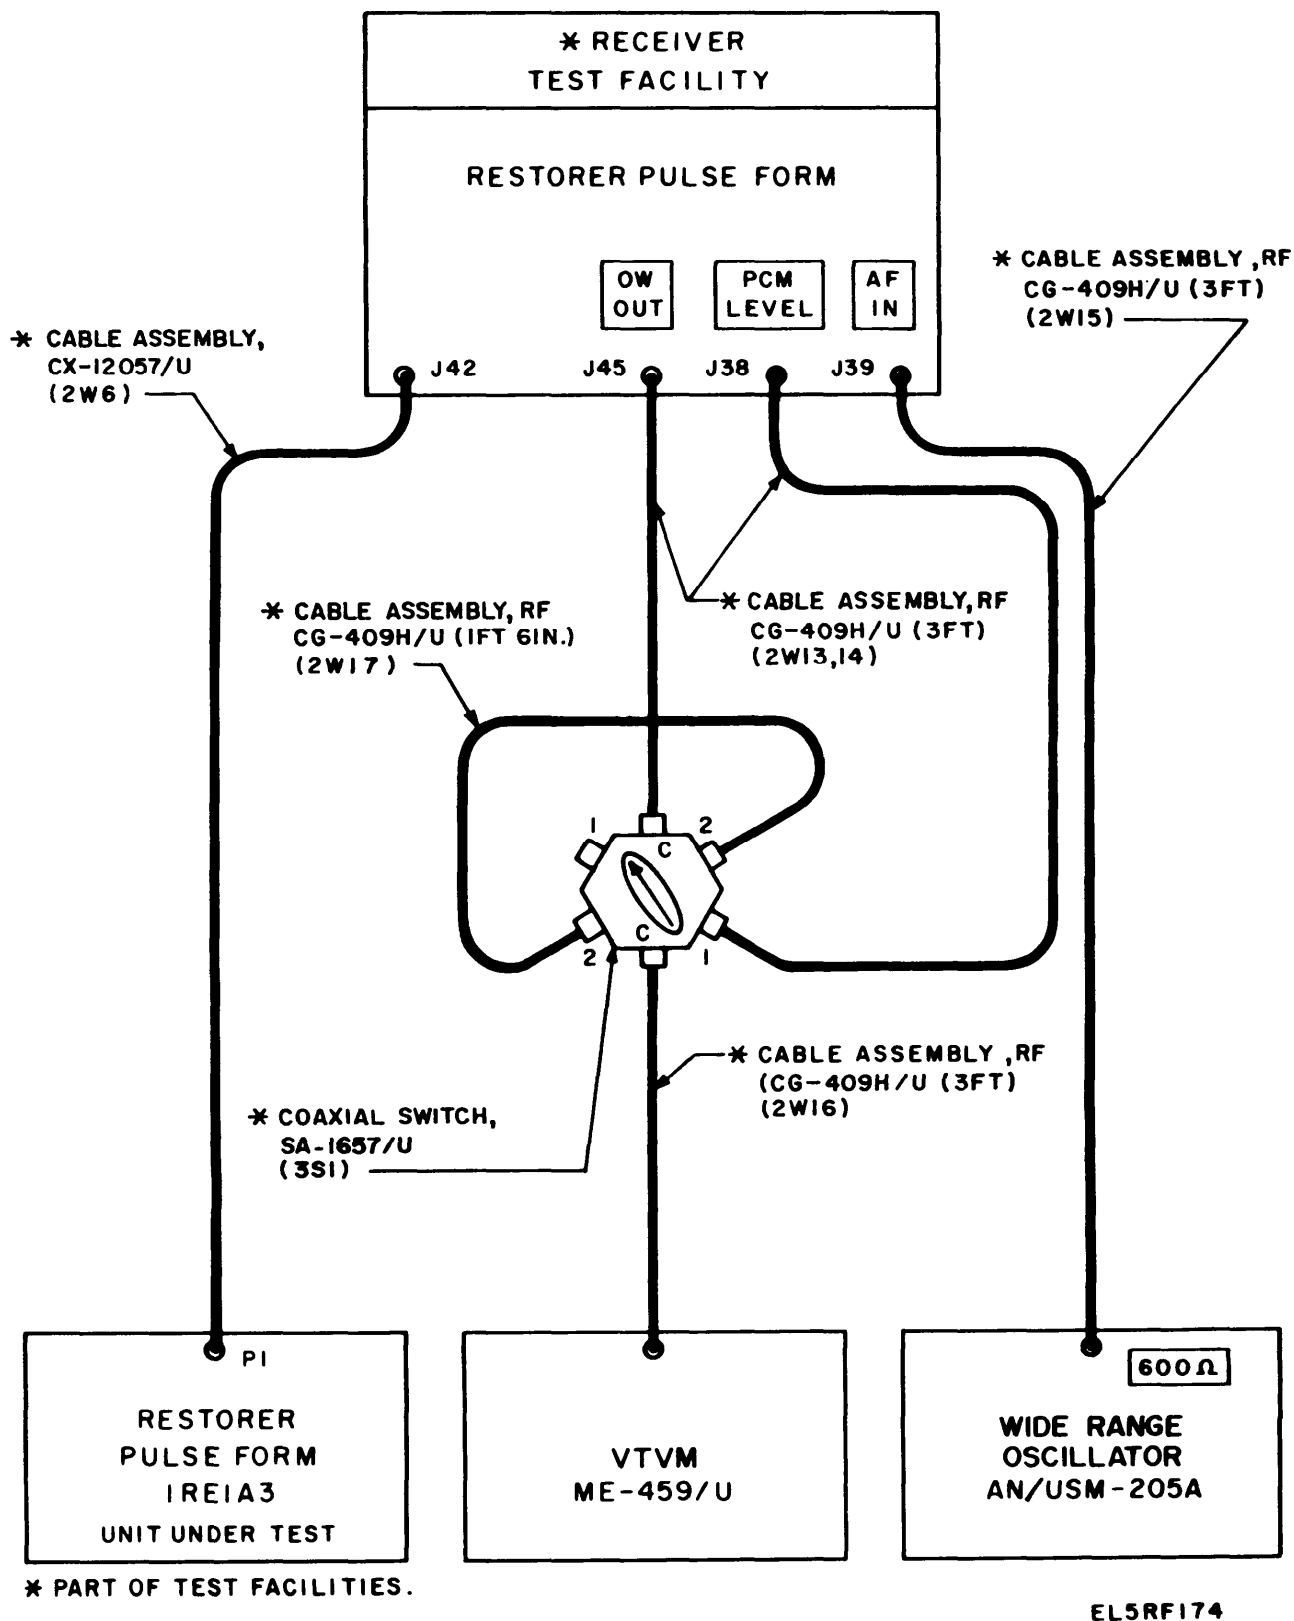 * RECEIVER
TEST FACILITY
RESTORER PULSE FORM
OW
OUT
PCM
LEVEL
AF
IN
J42
J45
J38
J39
* CABLE ASSEMBLY, RF
CG-409H/U (3FT)
(2W15)
* CABLE ASSEMBLY,
CX-12057/U
(2W6)
* CABLE ASSEMBLY, RF
CG-409H/U (1FT 6IN.)
(2W17)
* CABLE ASSEMBLY, RF
CG-409H/U (3FT)
(2W13,14)
1
C
2
2
C
1
* CABLE ASSEMBLY, RF
(CG-409H/U (3FT)
(2W16)
* COAXIAL SWITCH,
SA-1657/U
(3S1)
P1
RESTORER
PULSE FORM
1RE1A3
UNIT UNDER TEST
VTVM
ME-459/U
600Ω
WIDE RANGE
OSCILLATOR
AN/USM-205A
* PART OF TEST FACILITIES.
EL5RF174